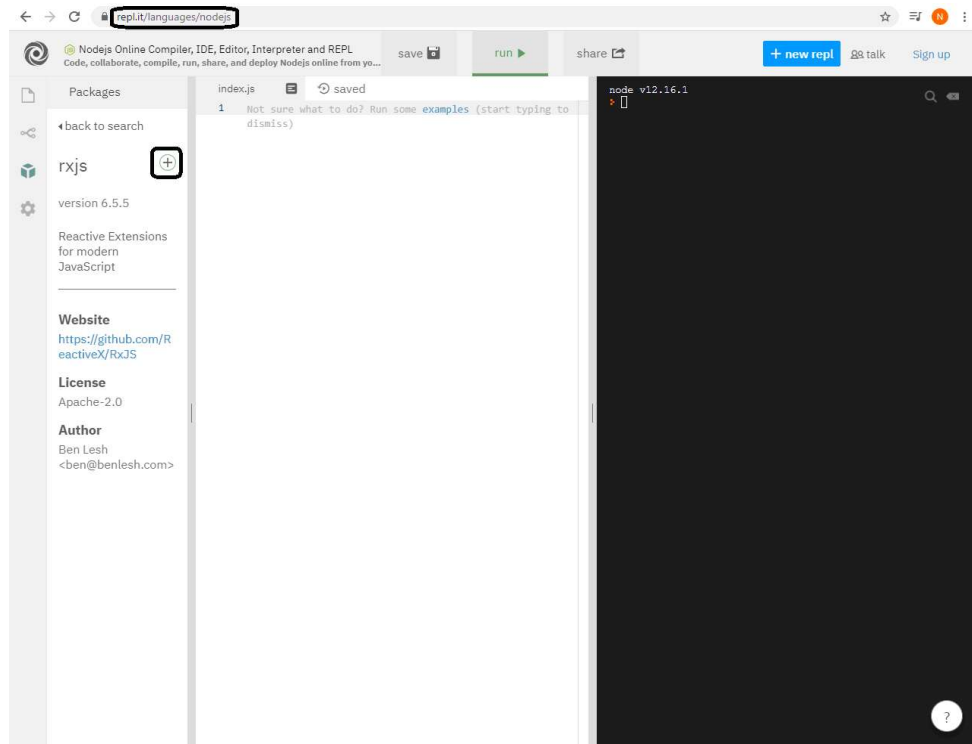 repl.it/languages/nodejs
N
Nodejs Online Compiler, IDE, Editor, Interpreter and REPL
Code, collaborate, compile, run, share, and deploy Nodejs online from yo...
save
run
share
+ new repl
talk
Sign up
Packages
back to search
rxjs
version 6.5.5
Reactive Extensions
for modern
JavaScript
Website
https://github.com/R
eactiveX/RxJS
License
Apache-2.0
Author
Ben Lesh
<ben@benlesh.com>
index.js
saved
1 Not sure what to do? Run some examples (start typing to
dismiss)
node v12.16.1
>
?